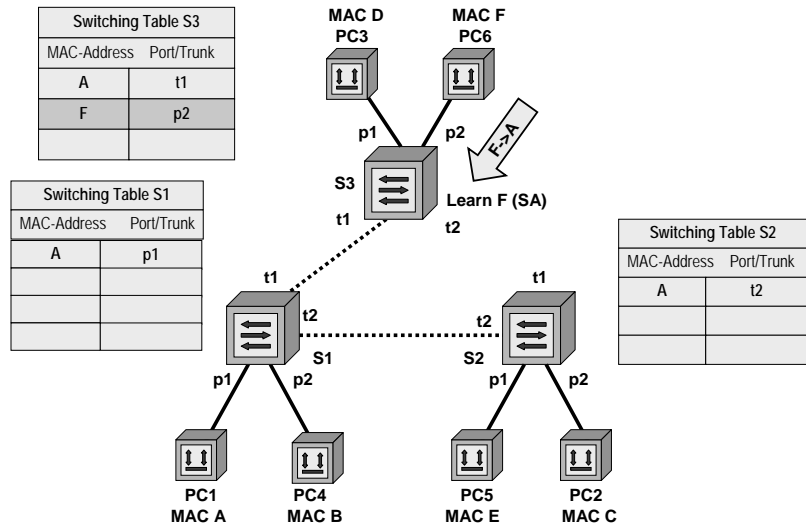 Switching Table S3
MAC-Address Port/Trunk
A t1
F p2
MAC D
PC3
MAC F
PC6
p1 p2
F->A
S3
Learn F (SA)
t1 t2
Switching Table S1
MAC-Address Port/Trunk
A p1
Switching Table S2
MAC-Address Port/Trunk
A t2
t1
t2
S1
p1 p2
t1
t2
S2
p1 p2
PC1
MAC A
PC4
MAC B
PC5
MAC E
PC2
MAC C